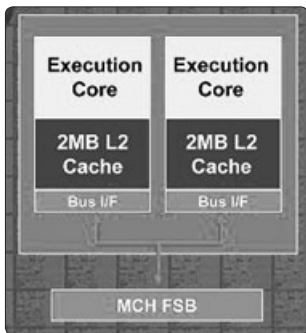 Execution
Core
2MB L2
Cache
Bus I/F
Execution
Core
2MB L2
Cache
Bus I/F
MCH FSB